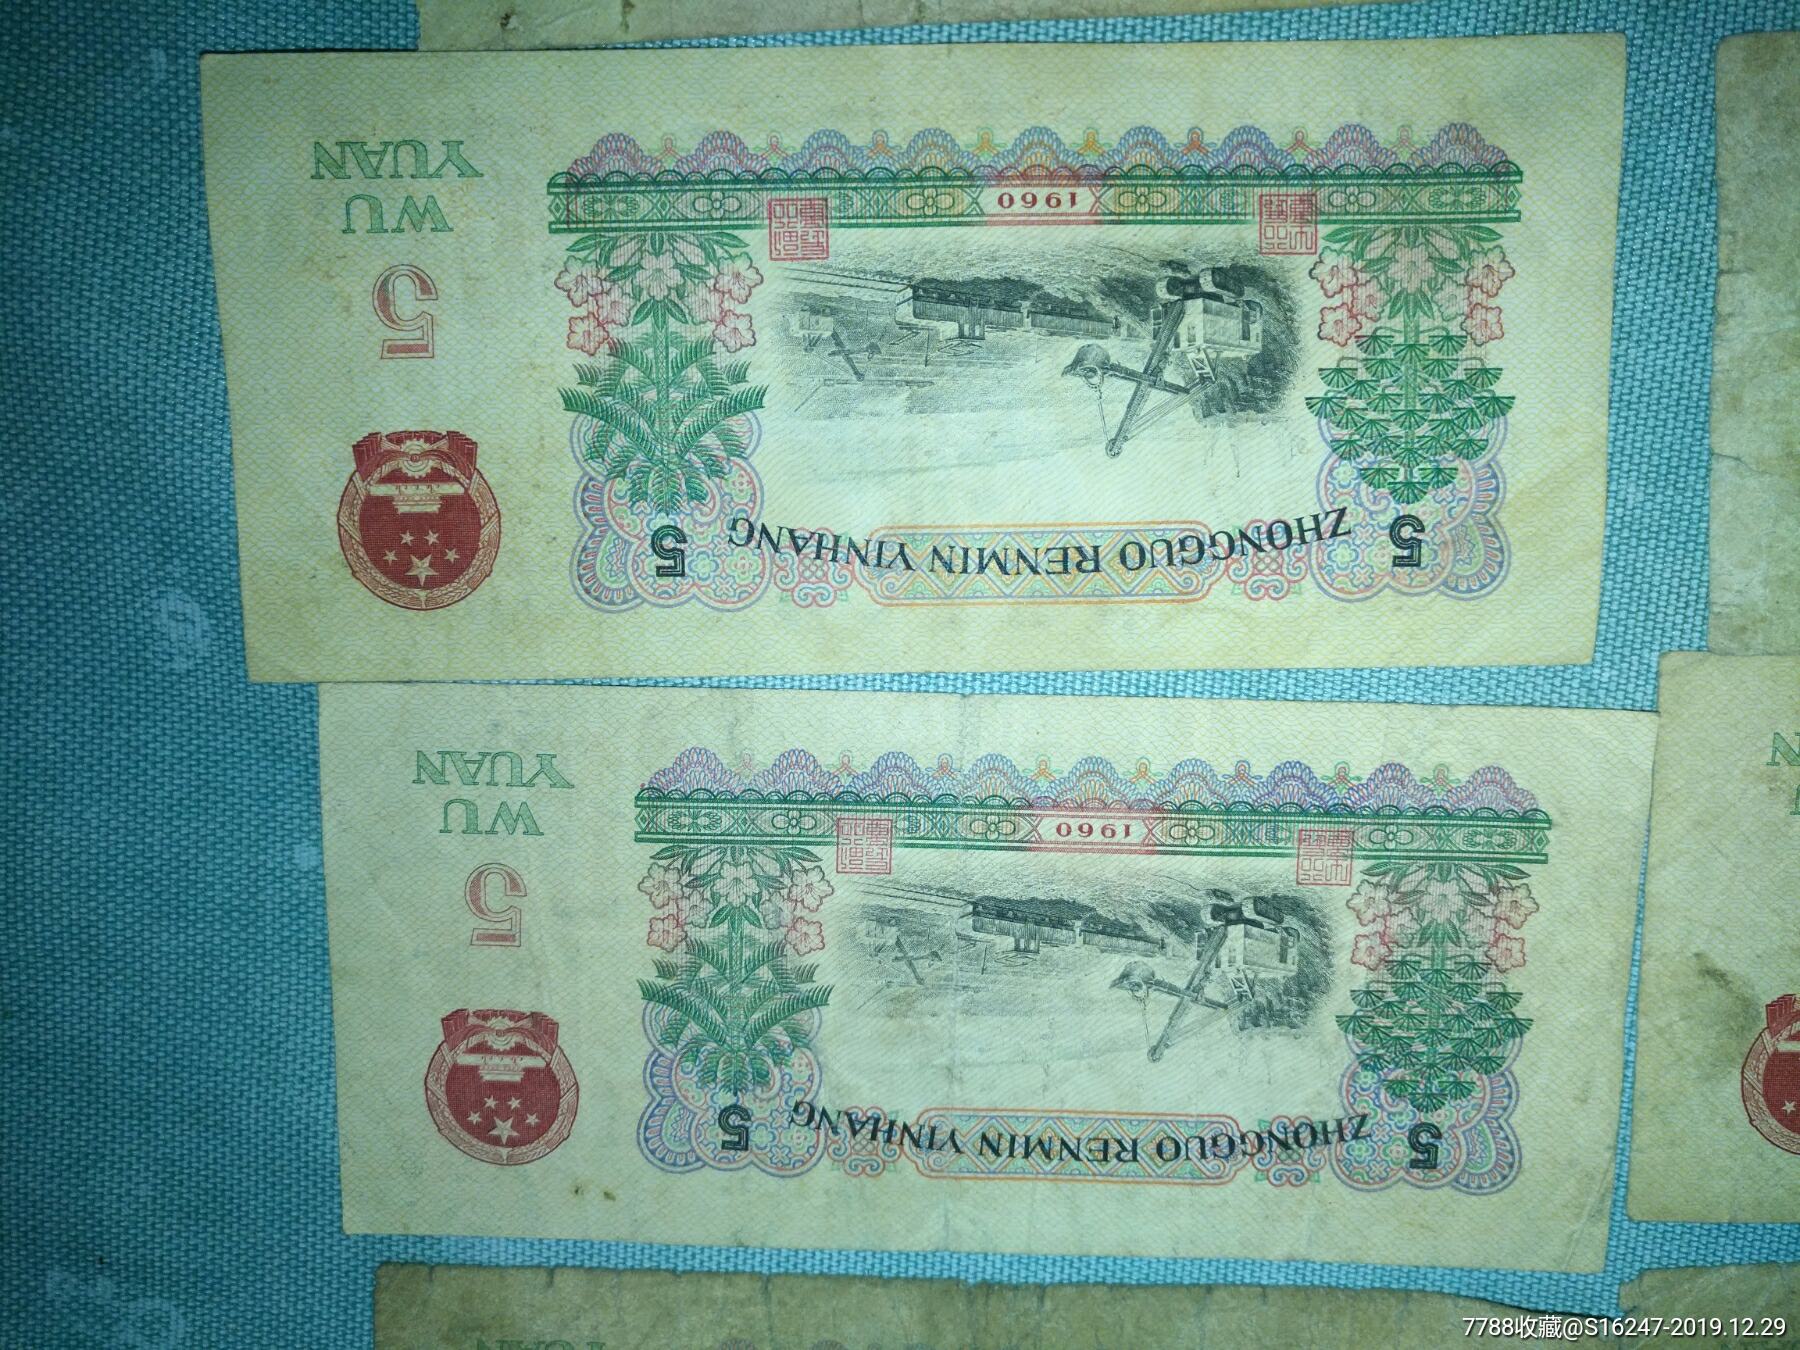 WU
YUAN
5
1960
5
ZHONGGUO RENMIN YINHANG
5
WU
YUAN
5
1960
5
ZHONGGUO RENMIN YINHANG
5
7788收藏@S16247-2019.12.29